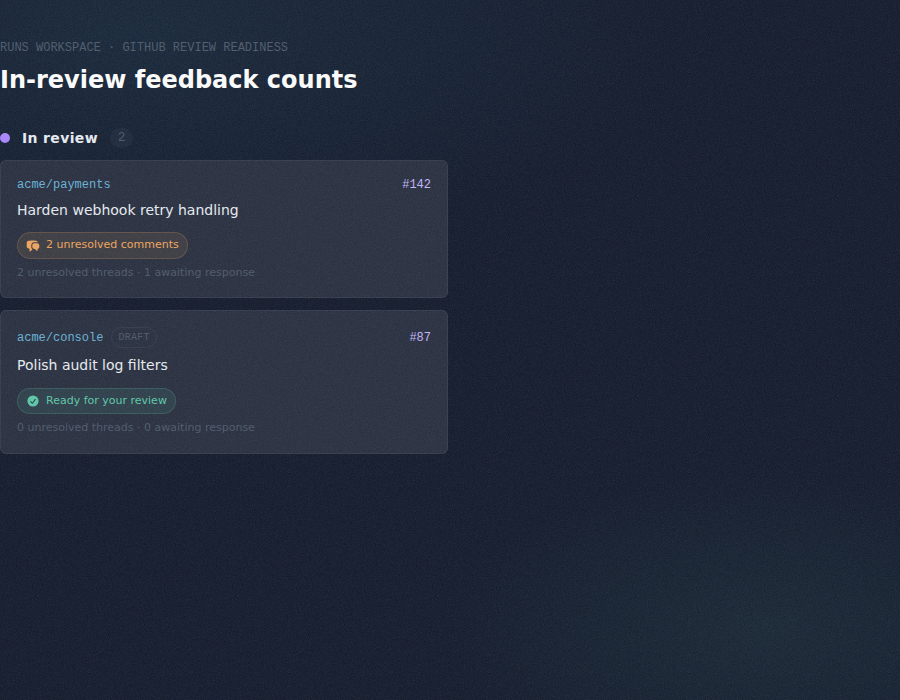 RUNS WORKSPACE · GITHUB REVIEW READINESS
In-review feedback counts
In review 2
acme/payments #142
Harden webhook retry handling
2 unresolved comments
2 unresolved threads · 1 awaiting response
acme/console DRAFT #87
Polish audit log filters
Ready for your review
0 unresolved threads · 0 awaiting response